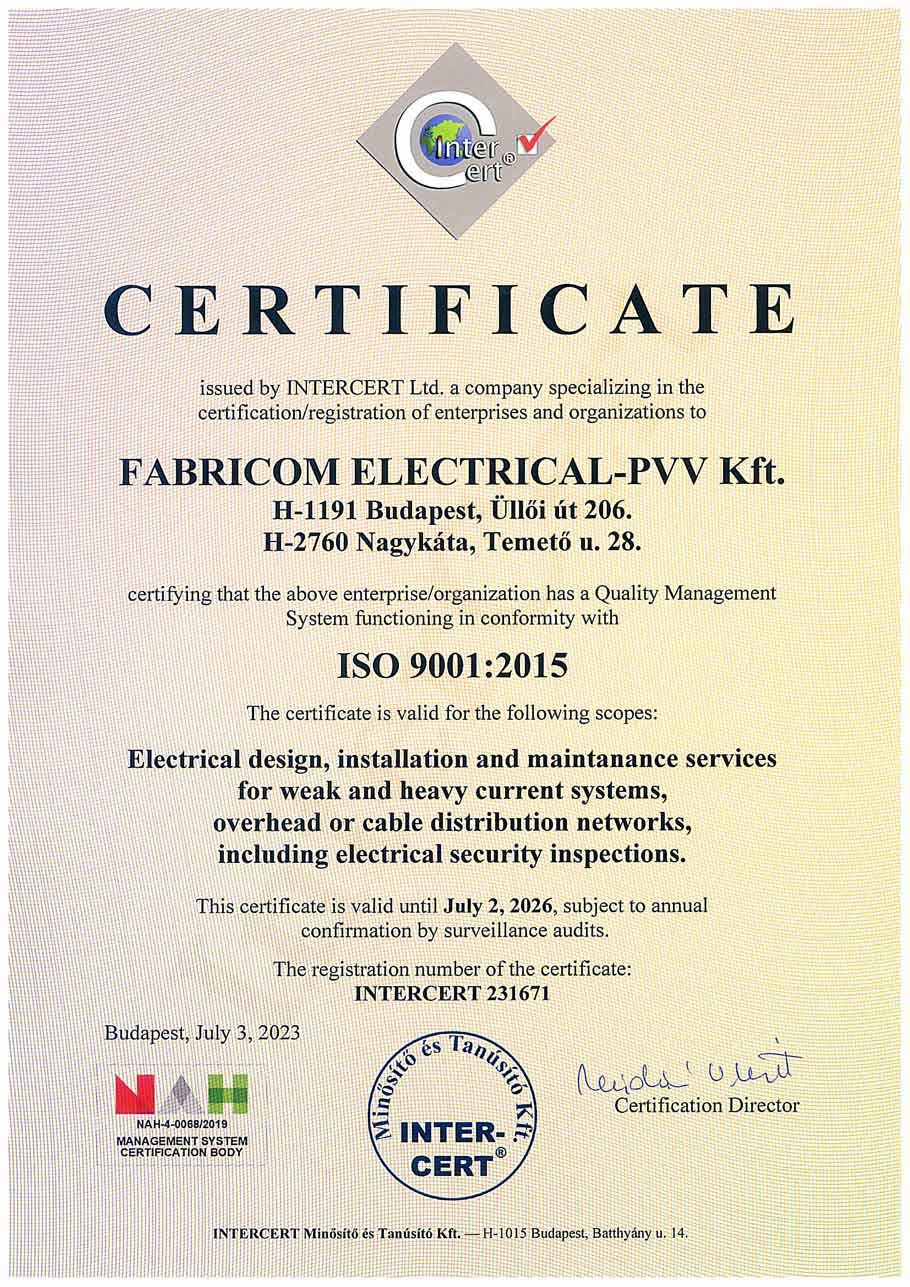 Inter
Cert®
CERTIFICATE
issued by INTERCERT Ltd. a company specializing in the
certification/registration of enterprises and organizations to
FABRICOM ELECTRICAL-PVV Kft.
H-1191 Budapest, Üllői út 206.
H-2760 Nagykáta, Temető u. 28.
certifying that the above enterprise/organization has a Quality Management
System functioning in conformity with
ISO 9001:2015
The certificate is valid for the following scopes:
Electrical design, installation and maintanance services
for weak and heavy current systems,
overhead or cable distribution networks,
including electrical security inspections.
This certificate is valid until July 2, 2026, subject to annual
confirmation by surveillance audits.
The registration number of the certificate:
INTERCERT 231671
Budapest, July 3, 2023
NAH
NAH-4-0068/2019
MANAGEMENT SYSTEM
CERTIFICATION BODY
Minősítő és Tanúsító Kft.
INTER-
CERT®
Certification Director
INTERCERT Minősítő és Tanúsító Kft. — H-1015 Budapest, Batthyány u. 14.